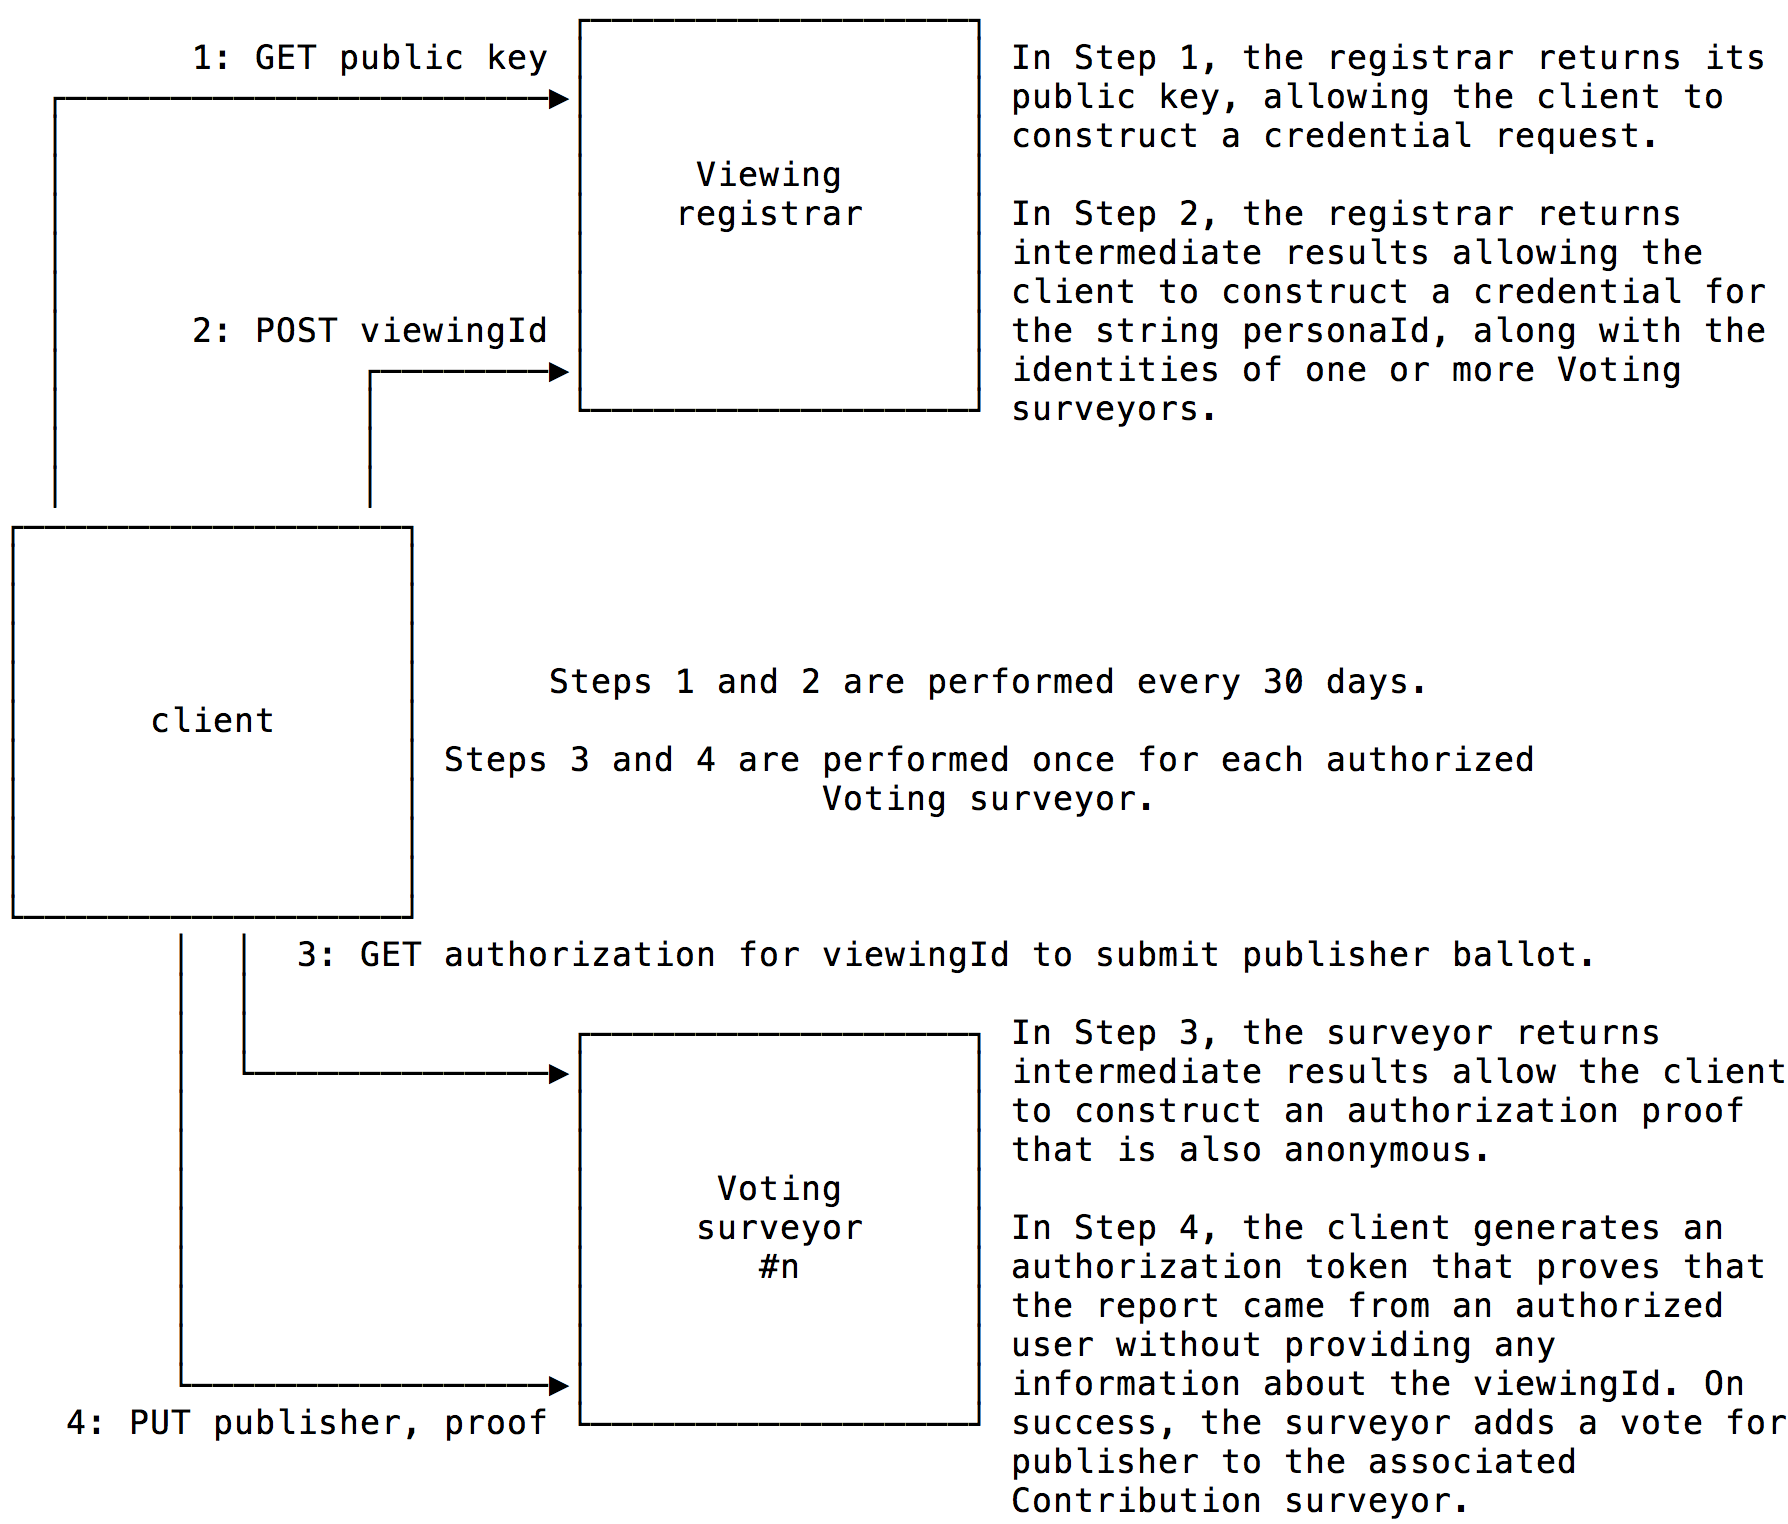 1: GET public key
In Step 1, the registrar returns its
public key, allowing the client to
construct a credential request.
Viewing
registrar
In Step 2, the registrar returns
intermediate results allowing the
client to construct a credential for
the string personaId, along with the
identities of one or more Voting
surveyors.
2: POST viewingId
client
Steps 1 and 2 are performed every 30 days.
Steps 3 and 4 are performed once for each authorized
Voting surveyor.
3: GET authorization for viewingId to submit publisher ballot.
In Step 3, the surveyor returns
intermediate results allow the client
to construct an authorization proof
that is also anonymous.
Voting
surveyor
#n
In Step 4, the client generates an
authorization token that proves that
the report came from an authorized
user without providing any
information about the viewingId. On
success, the surveyor adds a vote for
publisher to the associated
Contribution surveyor.
4: PUT publisher, proof